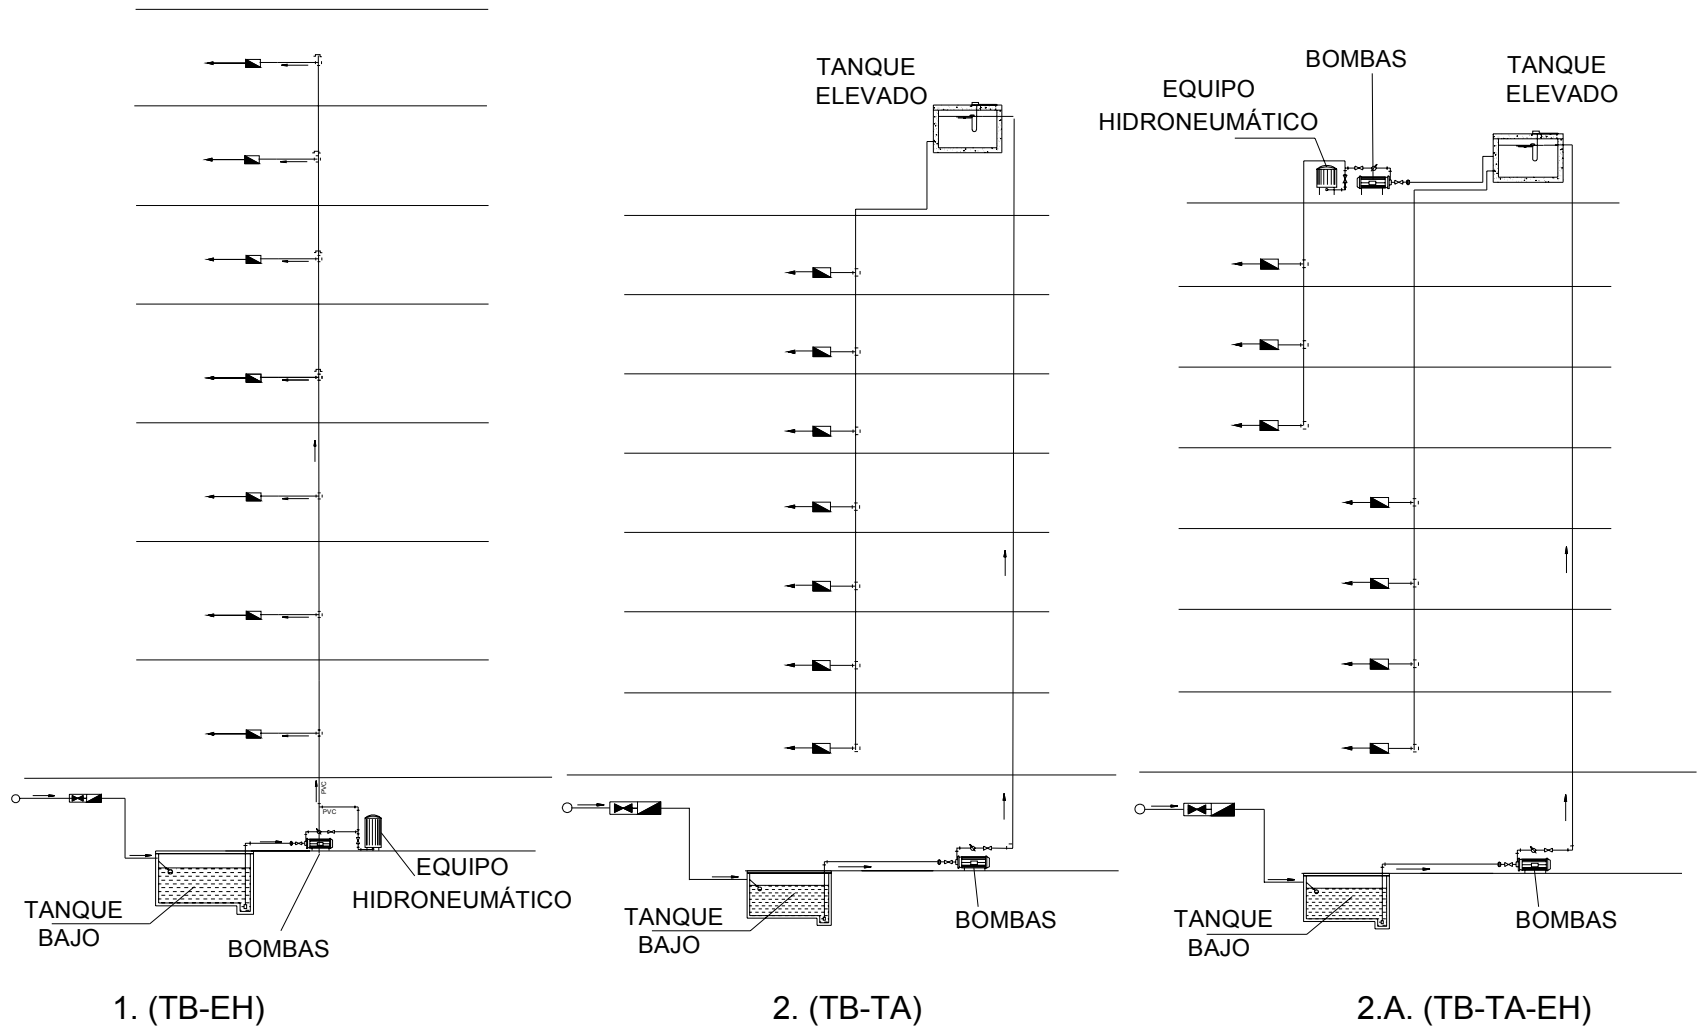 TANQUE
ELEVADO
BOMBAS
EQUIPO
HIDRONEUMÁTICO
TANQUE
ELEVADO
PVC
PVC
EQUIPO
HIDRONEUMÁTICO
TANQUE
BAJO
BOMBAS
TANQUE
BAJO
BOMBAS
TANQUE
BAJO
BOMBAS
1. (TB-EH)
2. (TB-TA)
2.A. (TB-TA-EH)